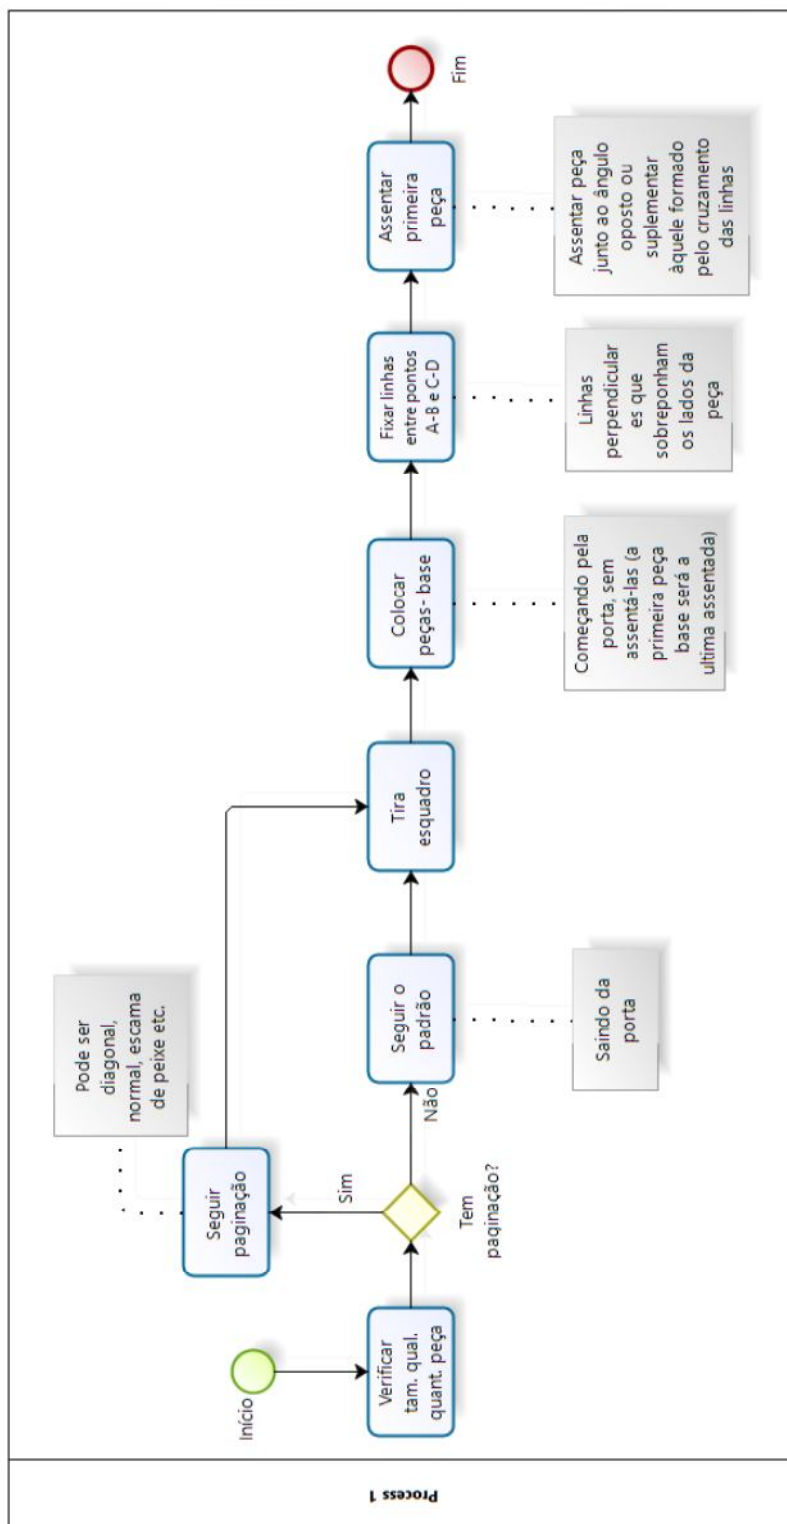 Process 1
Início
Verificar
tam. qual.
quant. peça
Tem
paginação?
Sim
Não
Seguir
paginação
Pode ser
diagonal,
normal, escama
de peixe etc.
Seguir o
padrão
Saindo da
porta
Tira
esquadro
Colocar
peças- base
Começando pela
porta, sem
assentá-las (a
primeira peça
base será a
ultima assentada)
Fixar linhas
entre pontos
A-B e C-D
Linhas
perpendicular
es que
sobreponham
os lados da
peça
Assentar
primeira
peça
Assentar peça
junto ao ângulo
oposto ou
suplementar
àquele formado
pelo cruzamento
das linhas
Fim